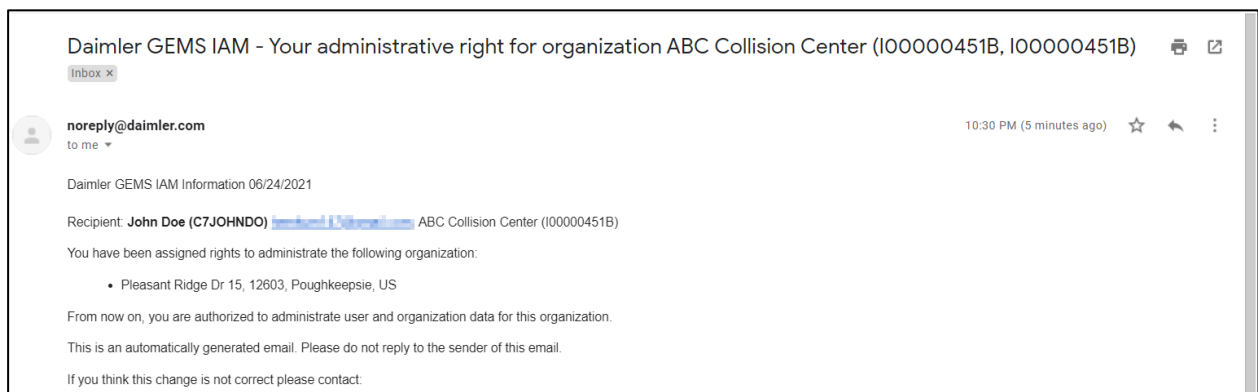 Daimler GEMS IAM - Your administrative right for organization ABC Collision Center (I00000451B, I00000451B)
Inbox ×
noreply@daimler.com
10:30 PM (5 minutes ago)
to me
Daimler GEMS IAM Information 06/24/2021
Recipient: John Doe (C7JOHNDO) ABC Collision Center (I00000451B)
You have been assigned rights to administrate the following organization:
• Pleasant Ridge Dr 15, 12603, Poughkeepsie, US
From now on, you are authorized to administrate user and organization data for this organization.
This is an automatically generated email. Please do not reply to the sender of this email.
If you think this change is not correct please contact: